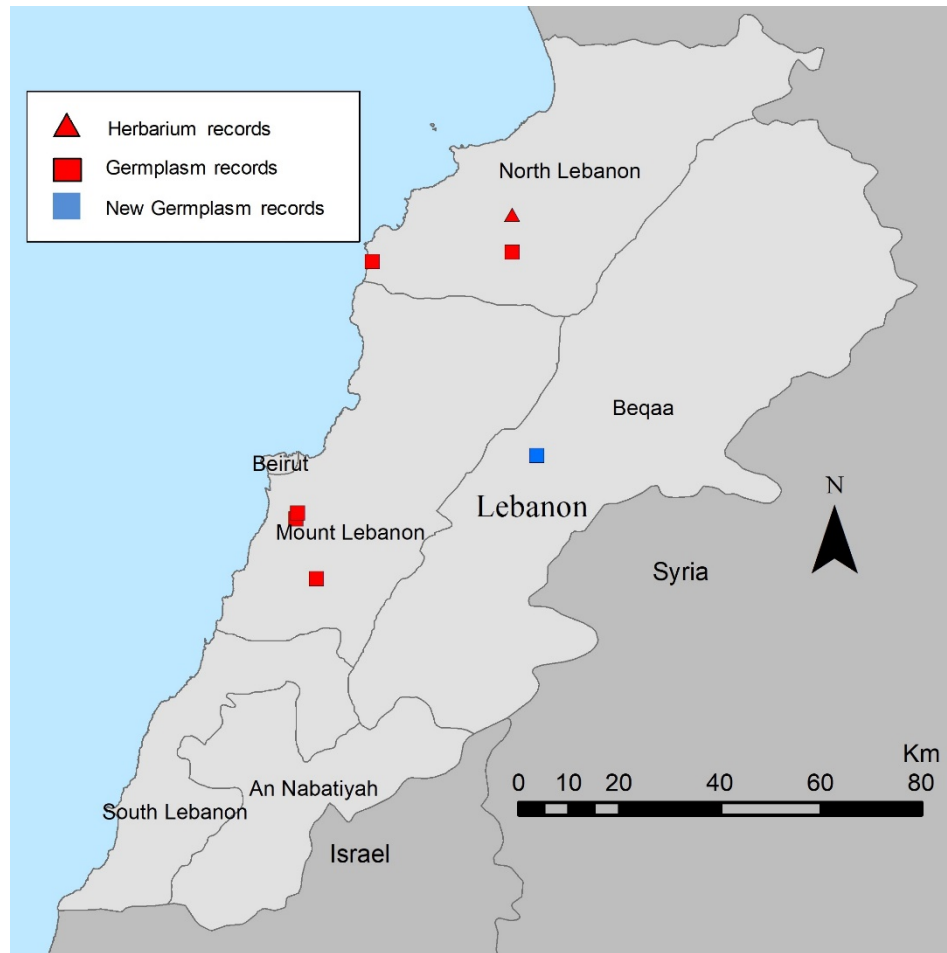 Herbarium records
Germplasm records
New Germplasm records
North Lebanon
Beqaa
Beirut
Lebanon
Mount Lebanon
N
Syria
Km
0 10 20 40 60 80
An Nabatiyah
South Lebanon
Israel